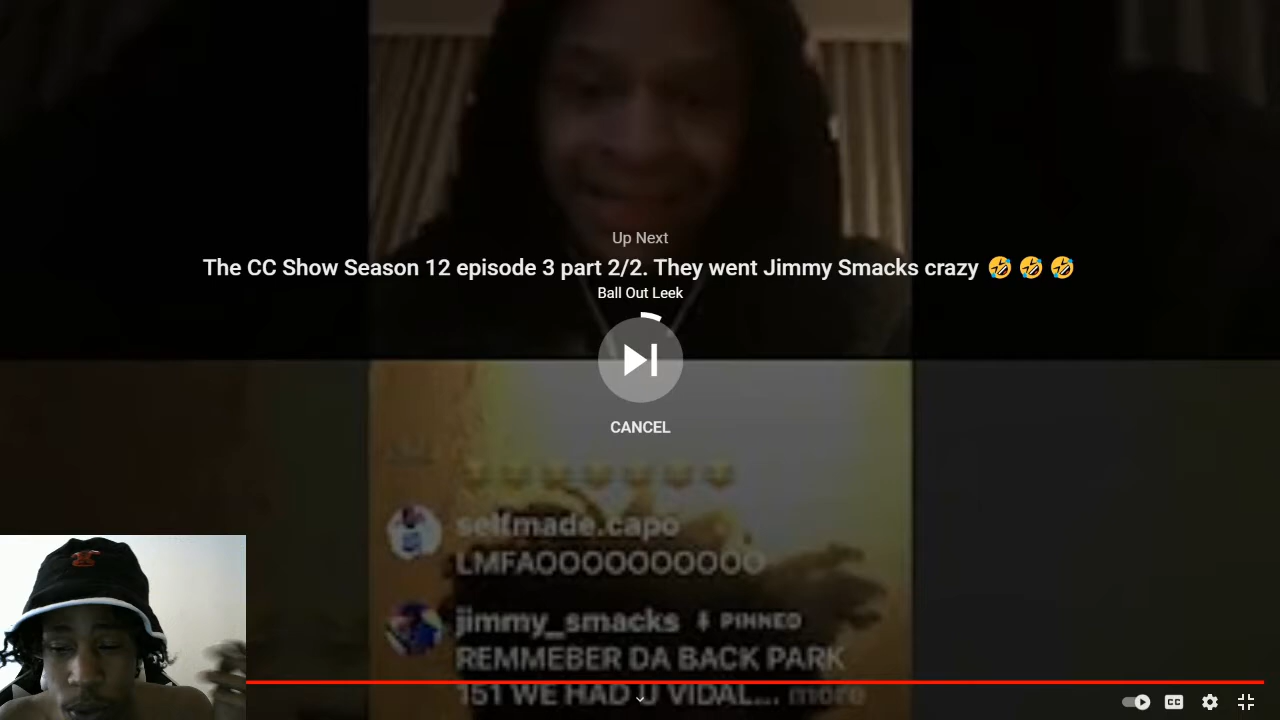 Up Next
The CC Show Season 12 episode 3 part 2/2. They went Jimmy Smacks crazy 🤣 🤣 🤣
Ball Out Leek
CANCEL
selfmade.capo
LMFAOOOOOOOOOO
jimmy_smacks PINNED
REMMEBER DA BACK PARK
151 WE HAD U VIDAL... more
CC